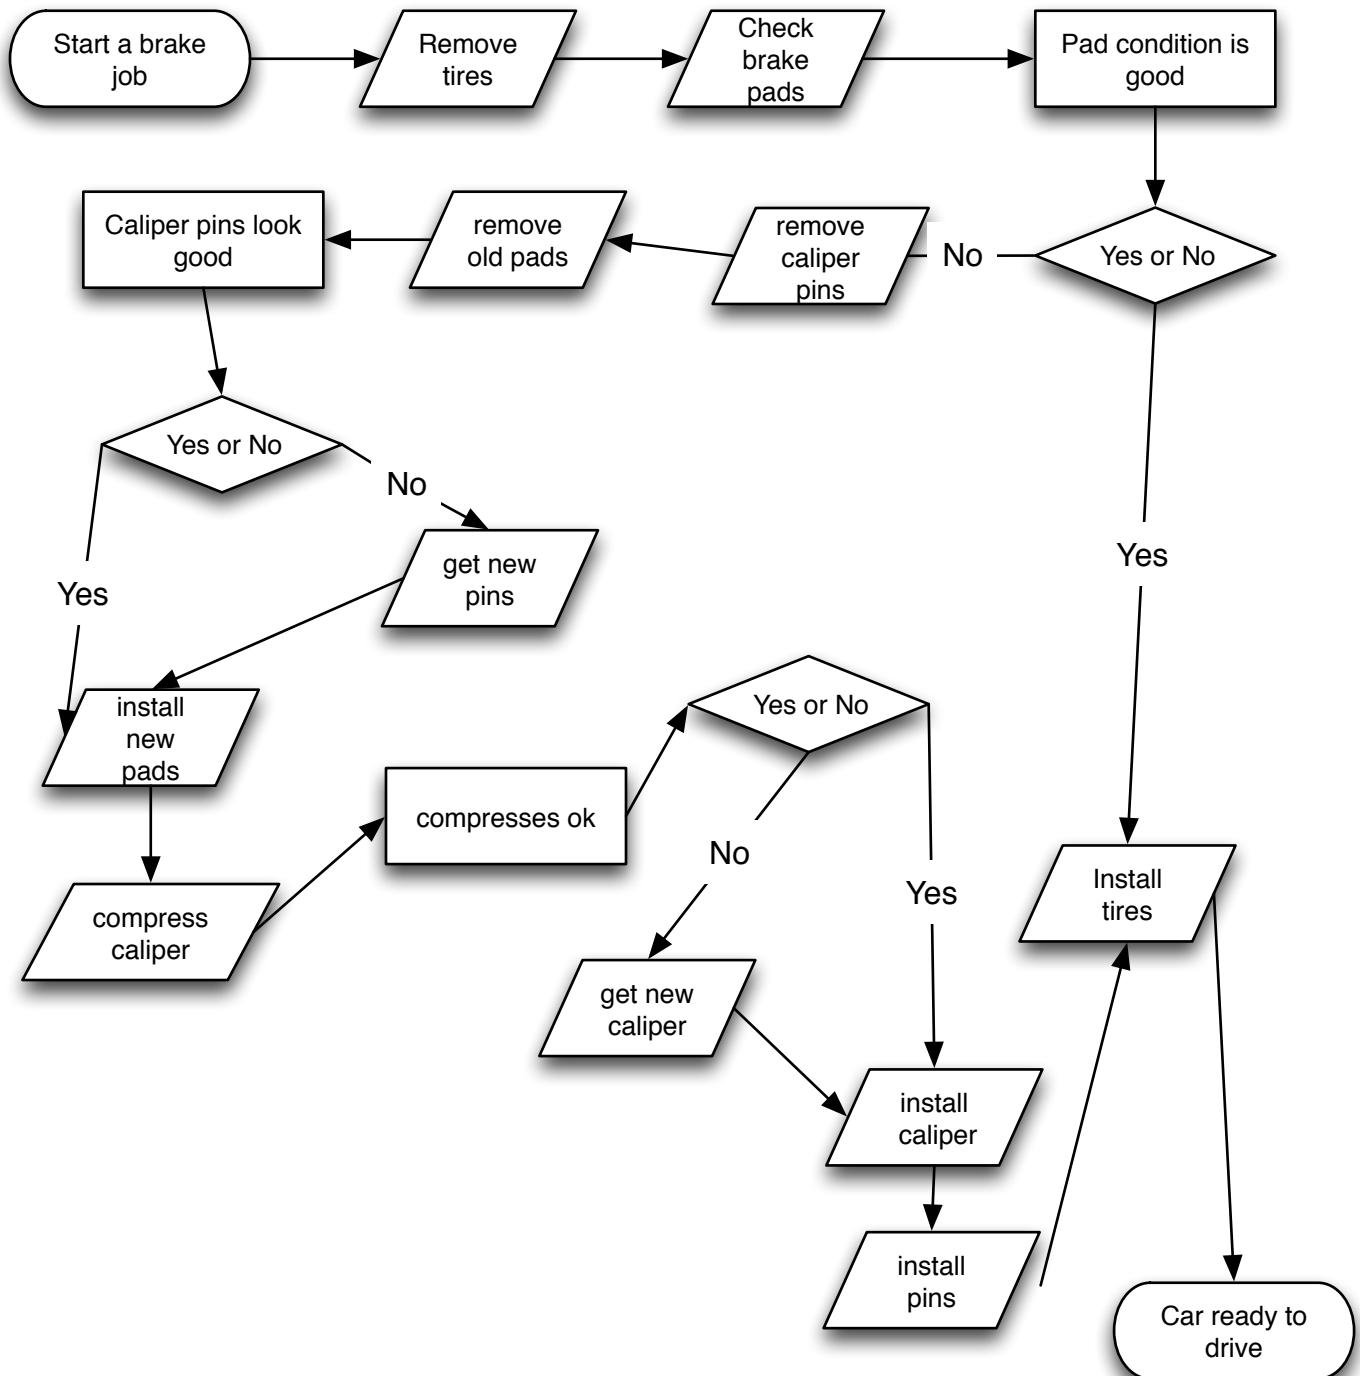 Start a brake
job
Remove
tires
Check
brake
pads
Pad condition is
good
Yes or No
No
remove
caliper
pins
remove
old pads
Caliper pins look
good
Yes or No
No
get new
pins
Yes
install
new
pads
compress
caliper
compresses ok
Yes or No
No
get new
caliper
Yes
install
caliper
install
pins
Yes
Install
tires
Car ready to
drive